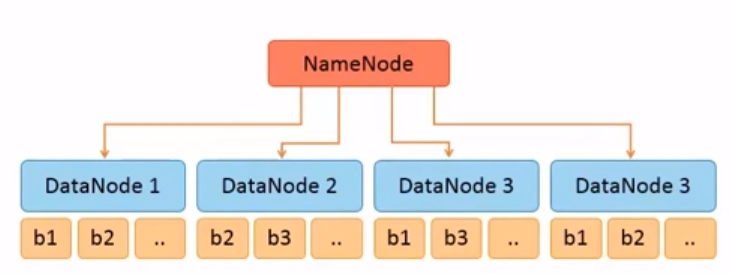 NameNode
DataNode 1 DataNode 2 DataNode 3 DataNode 3
b1 b2 .. b2 b3 .. b1 b3 .. b1 b2 ..